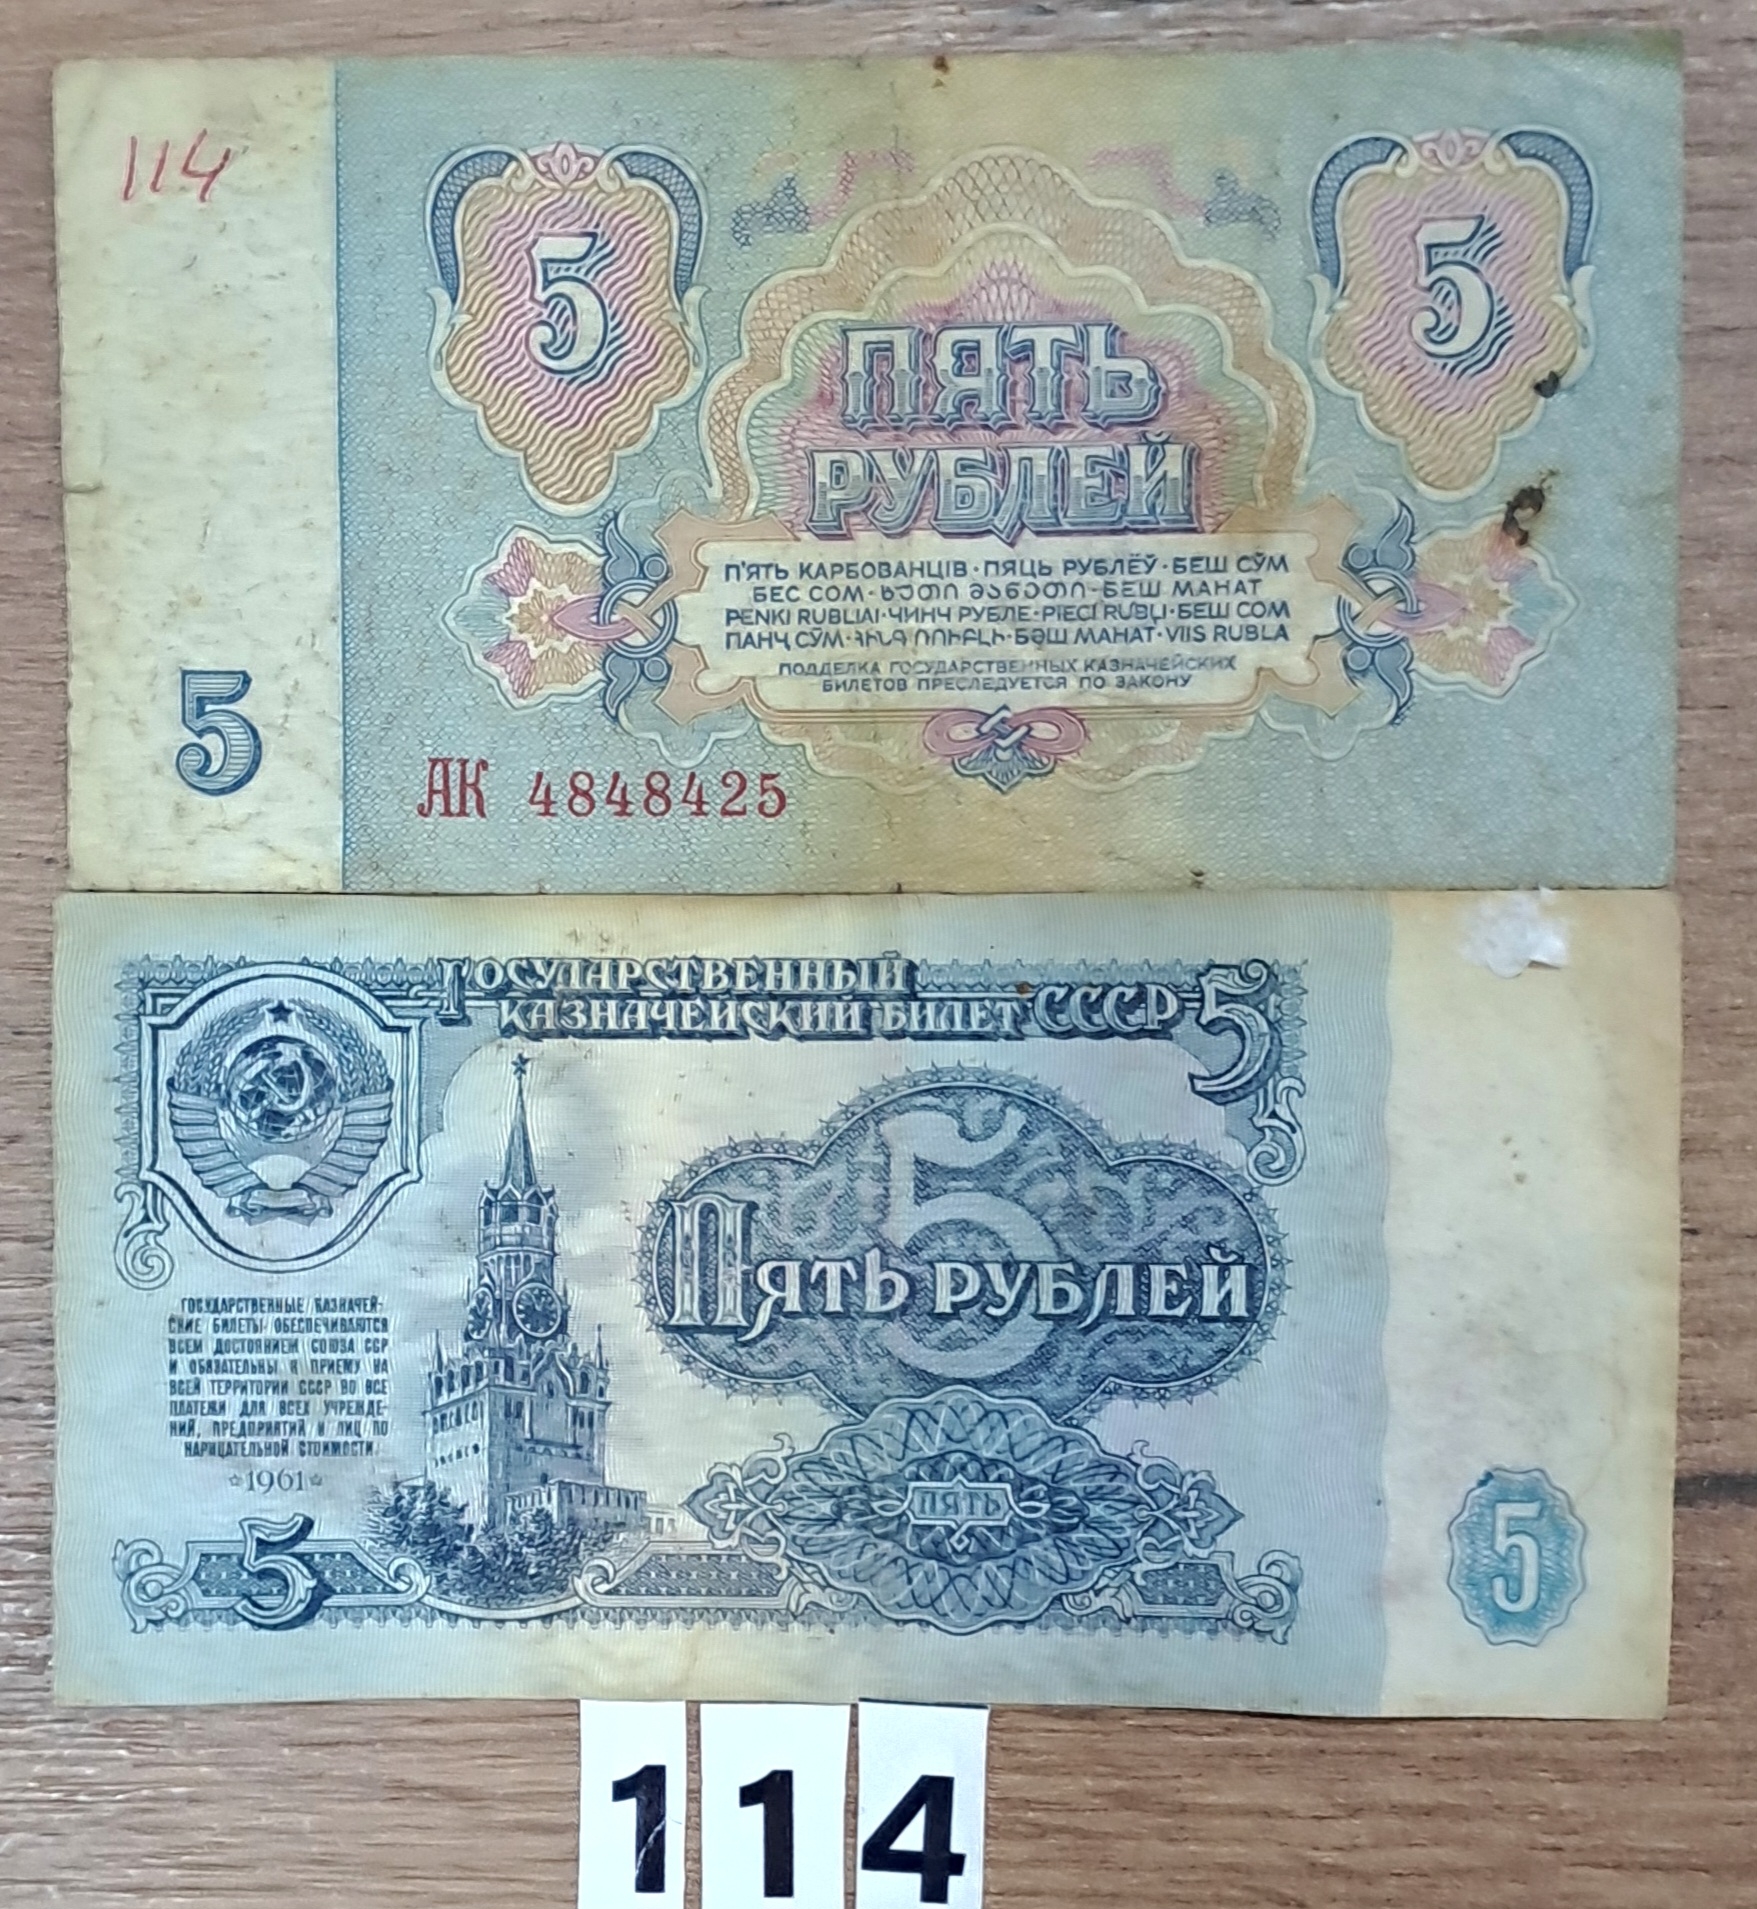 114
5
5
ПЯТЬ
РУБЛЕЙ
П'ЯТЬ КАРБОВАНЦІВ · ПЯЦЬ РУБЛЁЎ · БЕШ СЎМ
БЕС СОМ · ხუთი მანეთი · БЕШ МАНАТ
PENKI RUBLIAI · ЧИНЧ РУБЛЕ · PIECI RUBĻI · БЕШ СОМ
ПАНҶ СЎМ · ՀԻՆԳ ՌՈՒԲԼԻ · БӘШ МАНАТ · VIIS RUBLA
ПОДДЕЛКА ГОСУДАРСТВЕННЫХ КАЗНАЧЕЙСКИХ
БИЛЕТОВ ПРЕСЛЕДУЕТСЯ ПО ЗАКОНУ
5
АК 4848425
ГОСУДАРСТВЕННЫЙ
КАЗНАЧЕЙСКИЙ БИЛЕТ СССР 5
5
ПЯТЬ РУБЛЕЙ
ГОСУДАРСТВЕННЫЕ КАЗНАЧЕЙ-
СКИЕ БИЛЕТЫ ОБЕСПЕЧИВАЮТСЯ
ВСЕМ ДОСТОЯНИЕМ СОЮЗА ССР
И ОБЯЗАТЕЛЬНЫ К ПРИЕМУ НА
ВСЕЙ ТЕРРИТОРИИ СССР ВО ВСЕ
ПЛАТЕЖИ ДЛЯ ВСЕХ УЧРЕЖДЕ-
НИЙ, ПРЕДПРИЯТИЙ И ЛИЦ ПО
НАРИЦАТЕЛЬНОЙ СТОИМОСТИ
☆1961☆
ПЯТЬ
5
5
114